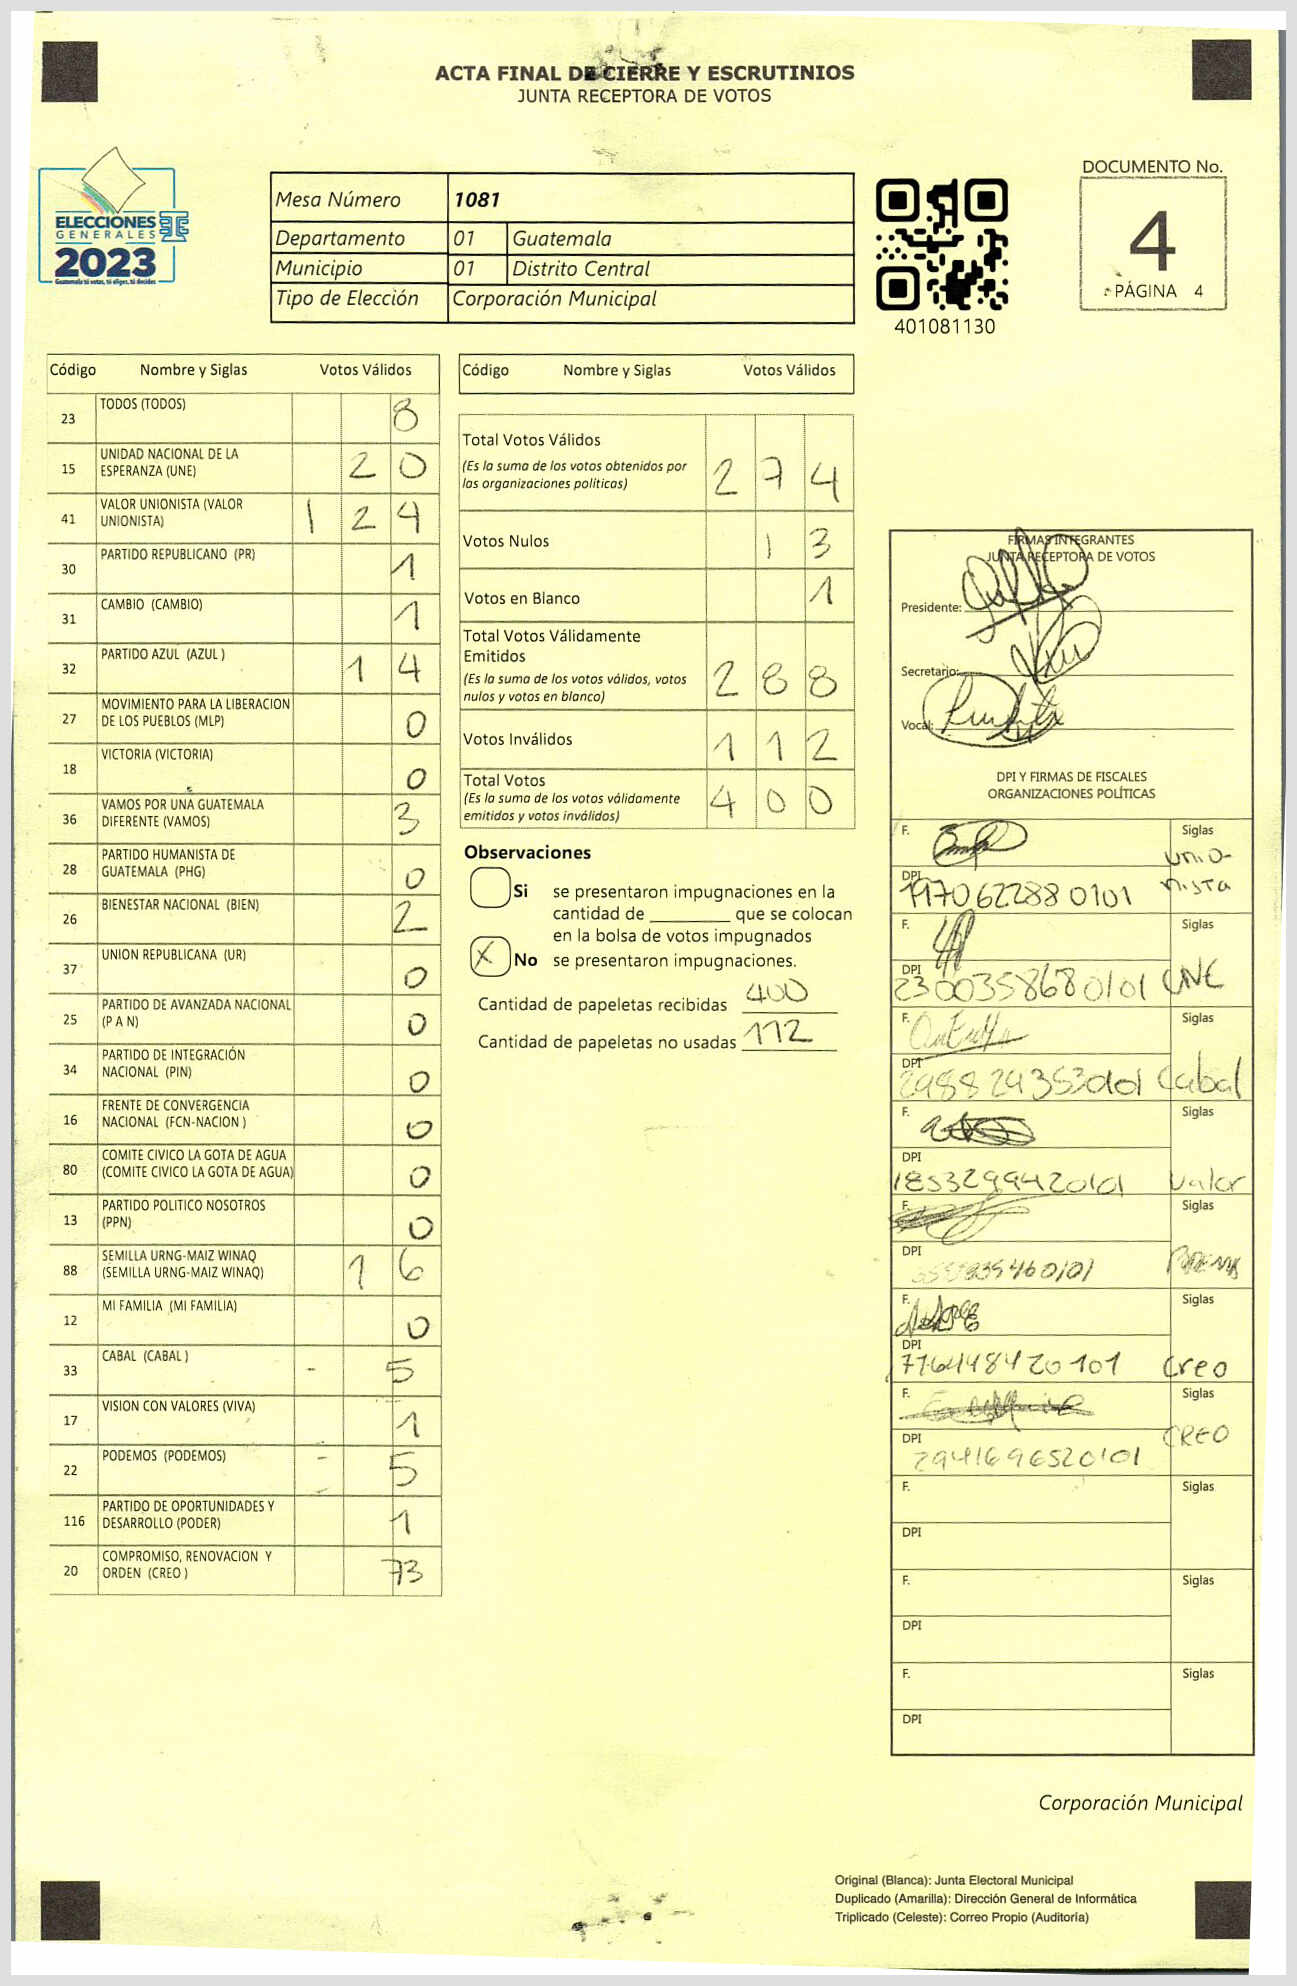 ACTA FINAL DE CIERRE Y ESCRUTINIOS
JUNTA RECEPTORA DE VOTOS
ELECCIONES
GENERALES
2023
Guatemala tú votas, tú eliges, tú decides
Mesa Número 1081
Departamento 01 Guatemala
Municipio 01 Distrito Central
Tipo de Elección Corporación Municipal
401081130
DOCUMENTO No.
4
PÁGINA 4
Código Nombre y Siglas Votos Válidos
23 TODOS (TODOS) 8
15 UNIDAD NACIONAL DE LA
ESPERANZA (UNE) 20
41 VALOR UNIONISTA (VALOR
UNIONISTA) 124
30 PARTIDO REPUBLICANO (PR) 1
31 CAMBIO (CAMBIO) 1
32 PARTIDO AZUL (AZUL ) 14
27 MOVIMIENTO PARA LA LIBERACION
DE LOS PUEBLOS (MLP) 0
18 VICTORIA (VICTORIA) 0
36 VAMOS POR UNA GUATEMALA
DIFERENTE (VAMOS) 3
28 PARTIDO HUMANISTA DE
GUATEMALA (PHG) 0
26 BIENESTAR NACIONAL (BIEN) 2
37 UNION REPUBLICANA (UR) 0
25 PARTIDO DE AVANZADA NACIONAL
(P A N) 0
34 PARTIDO DE INTEGRACIÓN
NACIONAL (PIN) 0
16 FRENTE DE CONVERGENCIA
NACIONAL (FCN-NACION ) 0
80 COMITE CIVICO LA GOTA DE AGUA
(COMITE CIVICO LA GOTA DE AGUA) 0
13 PARTIDO POLITICO NOSOTROS
(PPN) 0
88 SEMILLA URNG-MAIZ WINAQ
(SEMILLA URNG-MAIZ WINAQ) 16
12 MI FAMILIA (MI FAMILIA) 0
33 CABAL (CABAL ) - 5
17 VISION CON VALORES (VIVA) 1
22 PODEMOS (PODEMOS) - 5
116 PARTIDO DE OPORTUNIDADES Y
DESARROLLO (PODER) 1
20 COMPROMISO, RENOVACION Y
ORDEN (CREO ) 73
Código Nombre y Siglas Votos Válidos
Total Votos Válidos
(Es la suma de los votos obtenidos por
las organizaciones políticas) 274
Votos Nulos 13
Votos en Blanco 1
Total Votos Válidamente
Emitidos
(Es la suma de los votos válidos, votos
nulos y votos en blanco) 288
Votos Inválidos 112
Total Votos
(Es la suma de los votos válidamente
emitidos y votos inválidos) 400
Observaciones
Si se presentaron impugnaciones en la
cantidad de ________ que se colocan
en la bolsa de votos impugnados
X No se presentaron impugnaciones.
Cantidad de papeletas recibidas 400
Cantidad de papeletas no usadas 112
FIRMAS INTEGRANTES
JUNTA RECEPTORA DE VOTOS
Presidente:
Secretario:
Vocal:
DPI Y FIRMAS DE FISCALES
ORGANIZACIONES POLÍTICAS
F. Siglas
unio-
nista
DPI 1970622880101
F. Siglas
DPI 2300358680101 UNE
F. Siglas
DPI 29882943530101 Cabal
F. Siglas
DPI
1853299420101 Valor
F. Siglas
DPI
F. Siglas
DPI
1776448420101 Creo
F. Siglas
CREO
DPI
2941696520101
F. Siglas
DPI
F. Siglas
DPI
F. Siglas
DPI
Corporación Municipal
Original (Blanca): Junta Electoral Municipal
Duplicado (Amarilla): Dirección General de Informática
Triplicado (Celeste): Correo Propio (Auditoría)